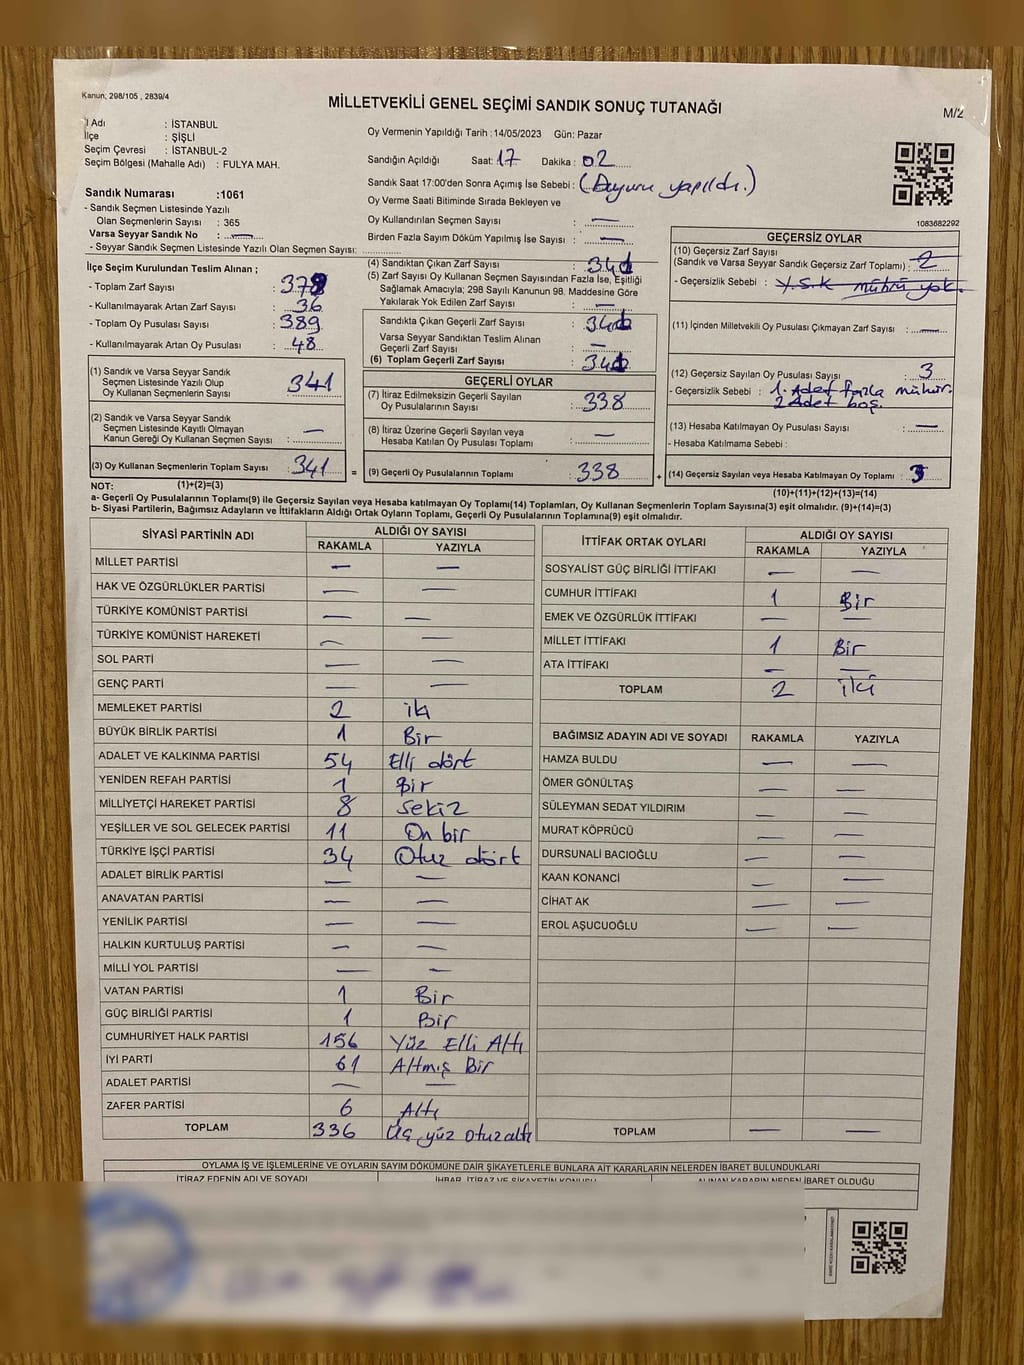 Kanun; 298/105 , 2839/4
MİLLETVEKİLİ GENEL SEÇİMİ SANDIK SONUÇ TUTANAĞI
M/2
İl Adı : İSTANBUL
İlçe : ŞİŞLİ
Seçim Çevresi : İSTANBUL-2
Seçim Bölgesi (Mahalle Adı) : FULYA MAH.
Oy Vermenin Yapıldığı Tarih :14/05/2023 Gün: Pazar
Sandığın Açıldığı Saat: 17 Dakika : 02
Sandık Saat 17:00'den Sonra Açımış İse Sebebi : (Duyuru yapıldı.)
Oy Verme Saati Bitiminde Sırada Bekleyen ve
Oy Kullandırılan Seçmen Sayısı : —
Birden Fazla Sayım Döküm Yapılmış İse Sayısı : —
Sandık Numarası :1061
- Sandık Seçmen Listesinde Yazılı
Olan Seçmenlerin Sayısı : 365
Varsa Seyyar Sandık No : —
- Seyyar Sandık Seçmen Listesinde Yazılı Olan Seçmen Sayısı:
1083682292
İlçe Seçim Kurulundan Teslim Alınan ;
- Toplam Zarf Sayısı :
- Kullanılmayarak Artan Zarf Sayısı : 36
- Toplam Oy Pusulası Sayısı : 389
- Kullanılmayarak Artan Oy Pusulası : 48
(4) Sandıktan Çıkan Zarf Sayısı : 341
(5) Zarf Sayısı Oy Kullanan Seçmen Sayısından Fazla İse, Eşitliği
Sağlamak Amacıyla; 298 Sayılı Kanunun 98. Maddesine Göre
Yakılarak Yok Edilen Zarf Sayısı : —
Sandıkta Çıkan Geçerli Zarf Sayısı :
Varsa Seyyar Sandıktan Teslim Alınan
Geçerli Zarf Sayısı : —
(6) Toplam Geçerli Zarf Sayısı :
GEÇERSİZ OYLAR
(10) Geçersiz Zarf Sayısı
(Sandık ve Varsa Seyyar Sandık Geçersiz Zarf Toplamı) : 2
- Geçersizlik Sebebi : Y.S.K mührü yok.
(11) İçinden Milletvekili Oy Pusulası Çıkmayan Zarf Sayısı : —
(12) Geçersiz Sayılan Oy Pusulası Sayısı : 3
- Geçersizlik Sebebi : 1. Adet fazla mühür.
2 Adet boş.
(13) Hesaba Katılmayan Oy Pusulası Sayısı : —
- Hesaba Katılmama Sebebi :
(14) Geçersiz Sayılan veya Hesaba Katılmayan Oy Toplamı : 3
(10)+(11)+(12)+(13)=(14)
(1) Sandık ve Varsa Seyyar Sandık
Seçmen Listesinde Yazılı Olup
Oy Kullanan Seçmenlerin Sayısı : 341
(2) Sandık ve Varsa Seyyar Sandık
Seçmen Listesinde Kayıtlı Olmayan
Kanun Gereği Oy Kullanan Seçmen Sayısı : —
(3) Oy Kullanan Seçmenlerin Toplam Sayısı : 341 =
GEÇERLİ OYLAR
(7) İtiraz Edilmeksizin Geçerli Sayılan
Oy Pusulalarının Sayısı : 338
(8) İtiraz Üzerine Geçerli Sayılan veya
Hesaba Katılan Oy Pusulası Toplamı : —
(9) Geçerli Oy Pusulalarının Toplamı : 338 +
NOT: (1)+(2)=(3)
a- Geçerli Oy Pusulalarının Toplamı(9) ile Geçersiz Sayılan veya Hesaba katılmayan Oy Toplamı(14) Toplamları, Oy Kullanan Seçmenlerin Toplam Sayısına(3) eşit olmalıdır. (9)+(14)=(3)
b- Siyasi Partilerin, Bağımsız Adayların ve İttifakların Aldığı Ortak Oyların Toplamı, Geçerli Oy Pusulalarının Toplamına(9) eşit olmalıdır.
SİYASİ PARTİNİN ADI ALDIĞI OY SAYISI
RAKAMLA YAZIYLA
MİLLET PARTİSİ — —
HAK VE ÖZGÜRLÜKLER PARTİSİ — —
TÜRKİYE KOMÜNİST PARTİSİ — —
TÜRKİYE KOMÜNİST HAREKETİ — —
SOL PARTİ — —
GENÇ PARTİ — —
MEMLEKET PARTİSİ 2 iki
BÜYÜK BİRLİK PARTİSİ 1 Bir
ADALET VE KALKINMA PARTİSİ 54 Elli dört
YENİDEN REFAH PARTİSİ 1 Bir
MİLLİYETÇİ HAREKET PARTİSİ 8 Sekiz
YEŞİLLER VE SOL GELECEK PARTİSİ 11 On bir
TÜRKİYE İŞÇİ PARTİSİ 34 Otuz dört
ADALET BİRLİK PARTİSİ — —
ANAVATAN PARTİSİ — —
YENİLİK PARTİSİ — —
HALKIN KURTULUŞ PARTİSİ — —
MİLLİ YOL PARTİSİ — —
VATAN PARTİSİ 1 Bir
GÜÇ BİRLİĞİ PARTİSİ 1 Bir
CUMHURİYET HALK PARTİSİ 156 Yüz Elli Altı
İYİ PARTİ 61 Altmış Bir
ADALET PARTİSİ — —
ZAFER PARTİSİ 6 Altı
TOPLAM 336 Üç yüz otuz altı
İTTİFAK ORTAK OYLARI ALDIĞI OY SAYISI
RAKAMLA YAZIYLA
SOSYALİST GÜÇ BİRLİĞİ İTTİFAKI — —
CUMHUR İTTİFAKI 1 Bir
EMEK VE ÖZGÜRLÜK İTTİFAKI — —
MİLLET İTTİFAKI 1 Bir
ATA İTTİFAKI — —
TOPLAM 2 iki
BAĞIMSIZ ADAYIN ADI VE SOYADI RAKAMLA YAZIYLA
HAMZA BULDU — —
ÖMER GÖNÜLTAŞ — —
SÜLEYMAN SEDAT YILDIRIM — —
MURAT KÖPRÜCÜ — —
DURSUNALİ BACIOĞLU — —
KAAN KONANCİ — —
CİHAT AK — —
EROL AŞUCUOĞLU — —
TOPLAM — —
OYLAMA İŞ VE İŞLEMLERİNE VE OYLARIN SAYIM DÖKÜMÜNE DAİR ŞİKAYETLERLE BUNLARA AİT KARARLARIN NELERDEN İBARET BULUNDUKLARI
İTİRAZ EDENİN ADI VE SOYADI İHBAR, İTİRAZ VE ŞİKAYETİN KONUSU ALINAN KARARIN NEDEN İBARET OLDUĞU